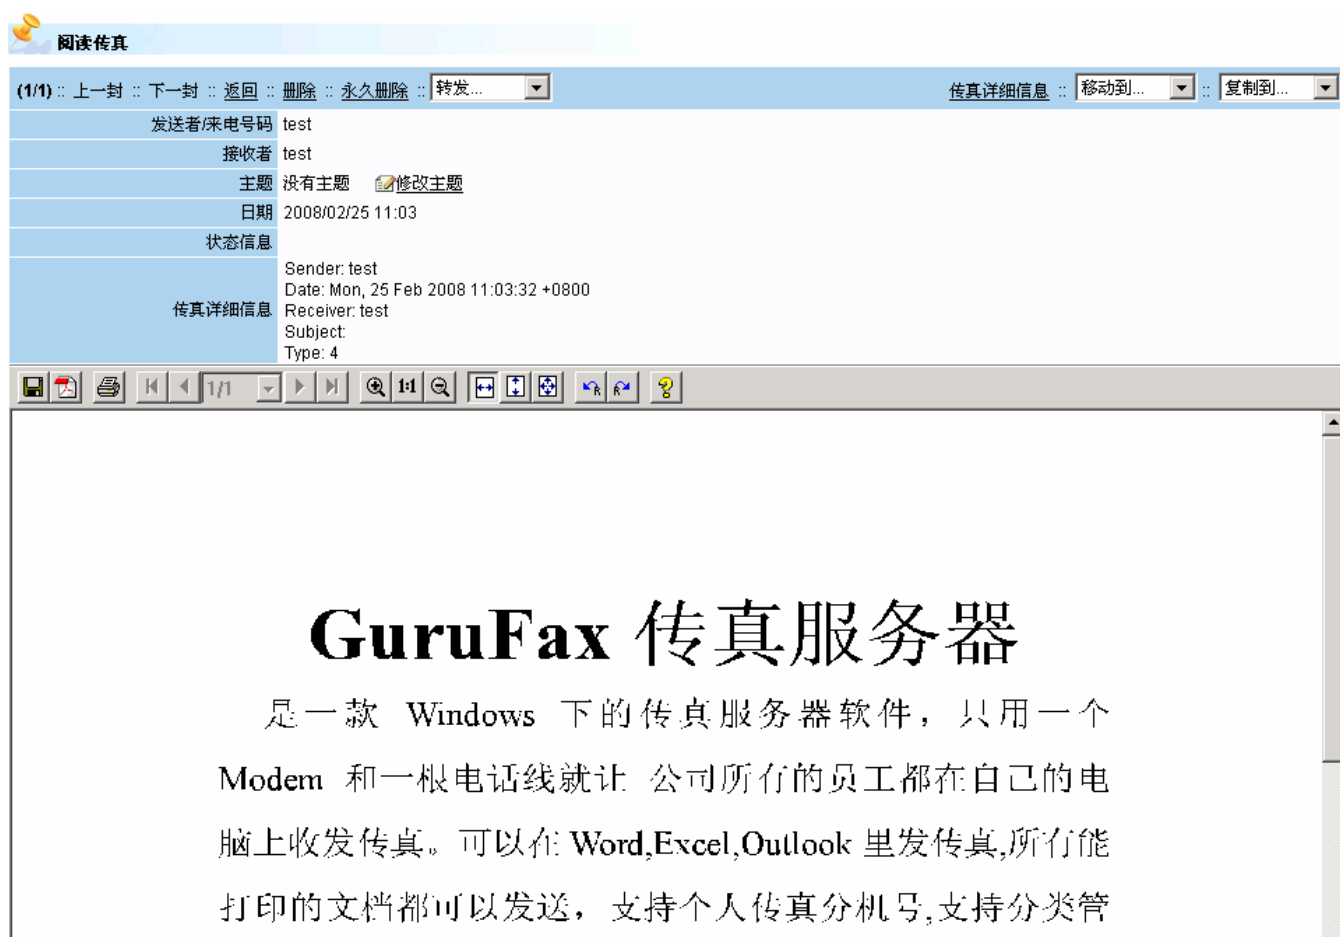 阅读传真
(1/1) :: 上一封 :: 下一封 :: 返回 :: 删除 :: 永久删除 :: 转发... 传真详细信息 :: 移动到... :: 复制到...
发送者/来电号码 test
接收者 test
主题 没有主题 修改主题
日期 2008/02/25 11:03
状态信息
传真详细信息 Sender: test
Date: Mon, 25 Feb 2008 11:03:32 +0800
Receiver: test
Subject:
Type: 4
1/1 1:1 R R ?
GuruFax 传真服务器
是一款 Windows 下的传真服务器软件，只用一个
Modem 和一根电话线就让 公司所有的员工都在自己的电
脑上收发传真。可以在 Word,Excel,Outlook 里发传真,所有能
打印的文档都可以发送，支持个人传真分机号,支持分类管